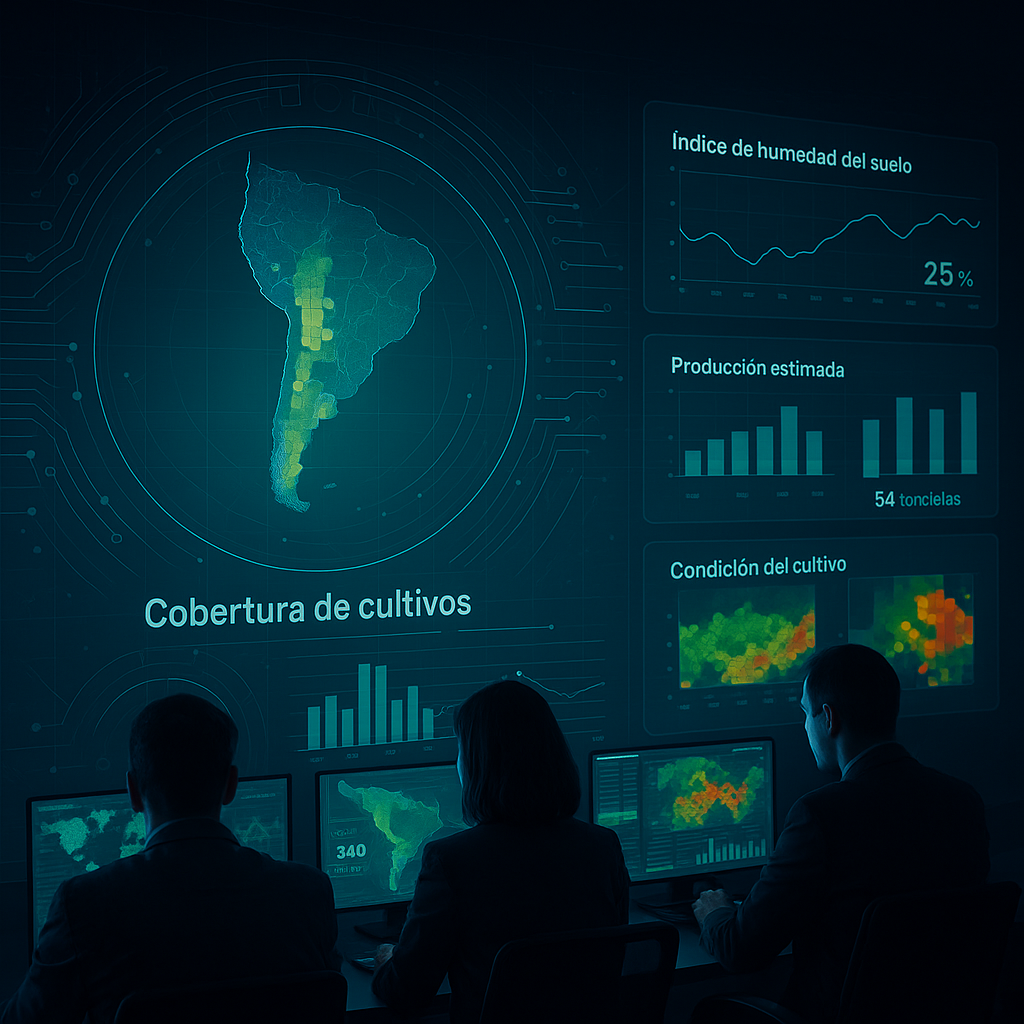 Índice de humedad del suelo
25 %
Producción estimada
54 toncielas
Condiclón del cultivo
Cobertura de cultivos
340